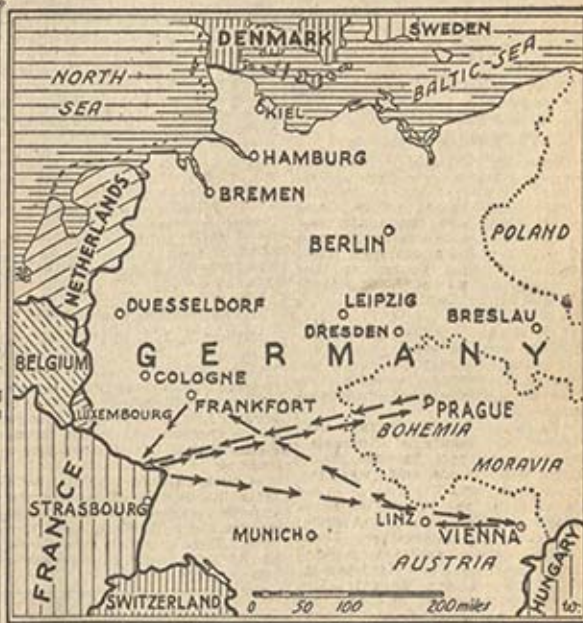 DENMARK
SWEDEN
NORTH
SEA
BALTIC-SEA
KIEL
HAMBURG
BREMEN
NETHERLANDS
BERLIN
POLAND
DUESSELDORF
LEIPZIG
BRESLAU
DRESDEN
BELGIUM
GERMANY
COLOGNE
LUXEMBOURG
FRANKFORT
PRAGUE
BOHEMIA
MORAVIA
FRANCE
STRASBOURG
LINZ
VIENNA
MUNICH
AUSTRIA
HUNGARY
SWITZERLAND
0 50 100 200 miles